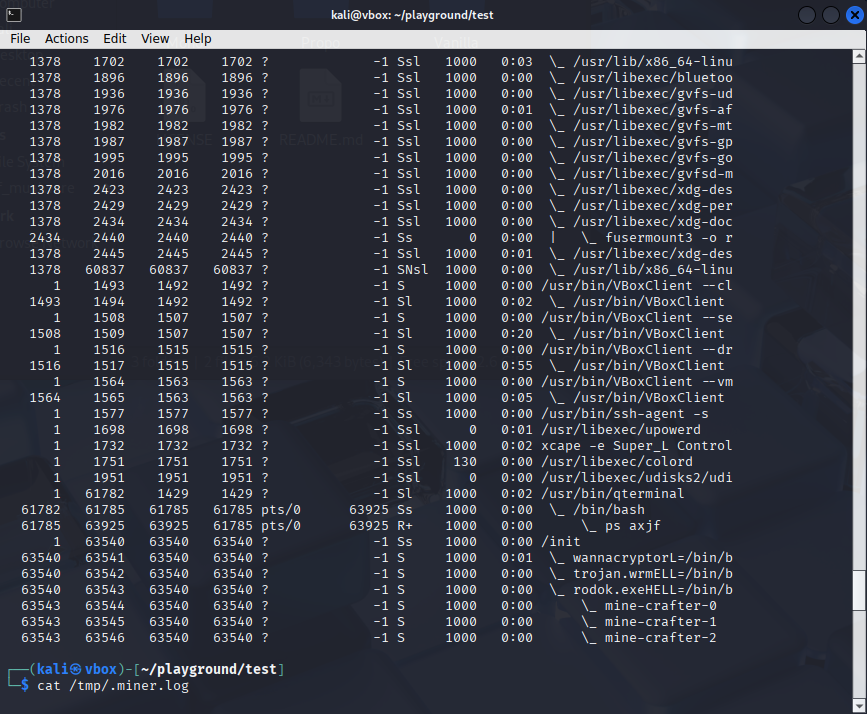 kali@vbox: ~/playground/test
File Actions Edit View Help
1378 1702 1702 1702 ? -1 Ssl 1000 0:03 \_ /usr/lib/x86_64-linu
1378 1896 1896 1896 ? -1 Ssl 1000 0:00 \_ /usr/libexec/bluetoo
1378 1936 1936 1936 ? -1 Ssl 1000 0:00 \_ /usr/libexec/gvfs-ud
1378 1976 1976 1976 ? -1 Ssl 1000 0:01 \_ /usr/libexec/gvfs-af
1378 1982 1982 1982 ? -1 Ssl 1000 0:00 \_ /usr/libexec/gvfs-mt
1378 1987 1987 1987 ? -1 Ssl 1000 0:00 \_ /usr/libexec/gvfs-gp
1378 1995 1995 1995 ? -1 Ssl 1000 0:00 \_ /usr/libexec/gvfs-go
1378 2016 2016 2016 ? -1 Ssl 1000 0:00 \_ /usr/libexec/gvfsd-m
1378 2423 2423 2423 ? -1 Ssl 1000 0:00 \_ /usr/libexec/xdg-des
1378 2429 2429 2429 ? -1 Ssl 1000 0:00 \_ /usr/libexec/xdg-per
1378 2434 2434 2434 ? -1 Ssl 1000 0:00 \_ /usr/libexec/xdg-doc
2434 2440 2440 2440 ? -1 Ss 0 0:00 | \_ fusermount3 -o r
1378 2445 2445 2445 ? -1 Ssl 1000 0:01 \_ /usr/libexec/xdg-des
1378 60837 60837 60837 ? -1 SNsl 1000 0:00 \_ /usr/lib/x86_64-linu
1 1493 1492 1492 ? -1 S 1000 0:00 /usr/bin/VBoxClient --cl
1493 1494 1492 1492 ? -1 Sl 1000 0:02 \_ /usr/bin/VBoxClient
1 1508 1507 1507 ? -1 S 1000 0:00 /usr/bin/VBoxClient --se
1508 1509 1507 1507 ? -1 Sl 1000 0:20 \_ /usr/bin/VBoxClient
1 1516 1515 1515 ? -1 S 1000 0:00 /usr/bin/VBoxClient --dr
1516 1517 1515 1515 ? -1 Sl 1000 0:55 \_ /usr/bin/VBoxClient
1 1564 1563 1563 ? -1 S 1000 0:00 /usr/bin/VBoxClient --vm
1564 1565 1563 1563 ? -1 Sl 1000 0:05 \_ /usr/bin/VBoxClient
1 1577 1577 1577 ? -1 Ss 1000 0:00 /usr/bin/ssh-agent -s
1 1698 1698 1698 ? -1 Ssl 0 0:01 /usr/libexec/upowerd
1 1732 1732 1732 ? -1 Ssl 1000 0:02 xcape -e Super_L Control
1 1751 1751 1751 ? -1 Ssl 130 0:00 /usr/libexec/colord
1 1951 1951 1951 ? -1 Ssl 0 0:00 /usr/libexec/udisks2/udi
1 61782 1429 1429 ? -1 Sl 1000 0:02 /usr/bin/qterminal
61782 61785 61785 61785 pts/0 63925 Ss 1000 0:00 \_ /bin/bash
61785 63925 63925 61785 pts/0 63925 R+ 1000 0:00 \_ ps axjf
1 63540 63540 63540 ? -1 Ss 1000 0:00 /init
63540 63541 63540 63540 ? -1 S 1000 0:01 \_ wannacryptorL=/bin/b
63540 63542 63540 63540 ? -1 S 1000 0:00 \_ trojan.wrmELL=/bin/b
63540 63543 63540 63540 ? -1 S 1000 0:00 \_ rodok.exeHELL=/bin/b
63543 63544 63540 63540 ? -1 S 1000 0:00 \_ mine-crafter-0
63543 63545 63540 63540 ? -1 S 1000 0:00 \_ mine-crafter-1
63543 63546 63540 63540 ? -1 S 1000 0:00 \_ mine-crafter-2
┌──(kali㉿vbox)-[~/playground/test]
└─$ cat /tmp/.miner.log